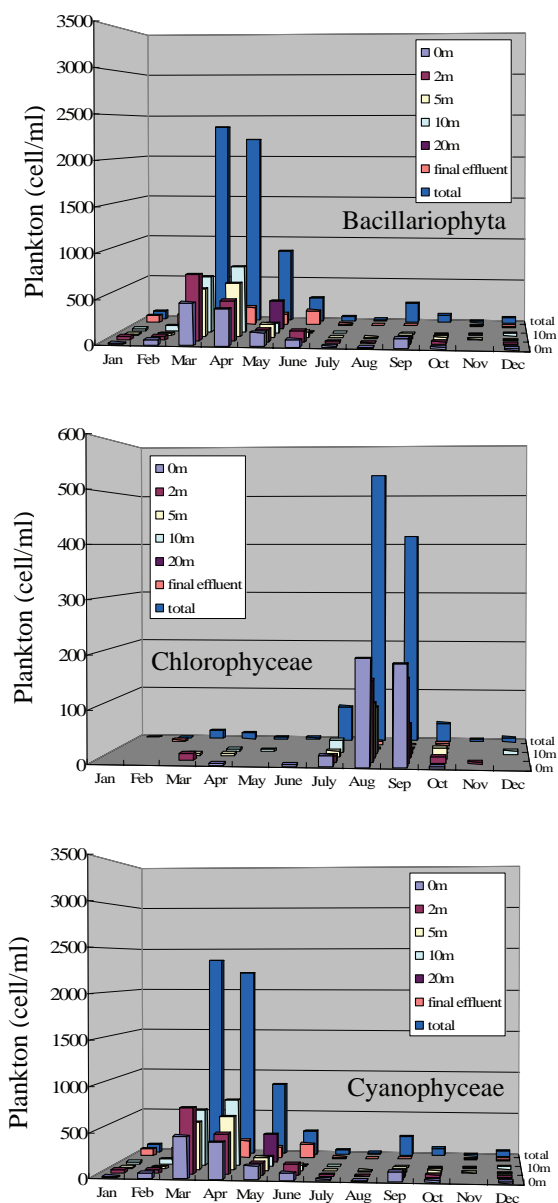 3500
3000
2500
2000
1500
1000
500
0
Plankton (cell/ml)
0m
2m
5m
10m
20m
final effluent
total
Bacillariophyta
total
10m
0m
Jan Feb Mar Apr May June July Aug Sep Oct Nov Dec
600
500
400
300
200
100
0
Plankton (cell/ml)
0m
2m
5m
10m
20m
final effluent
total
Chlorophyceae
total
10m
0m
Jan Feb Mar Apr May June July Aug Sep Oct Nov Dec
3500
3000
2500
2000
1500
1000
500
0
Plankton (cell/ml)
0m
2m
5m
10m
20m
final effluent
total
Cyanophyceae
total
10m
0m
Jan Feb Mar Apr May June July Aug Sep Oct Nov Dec